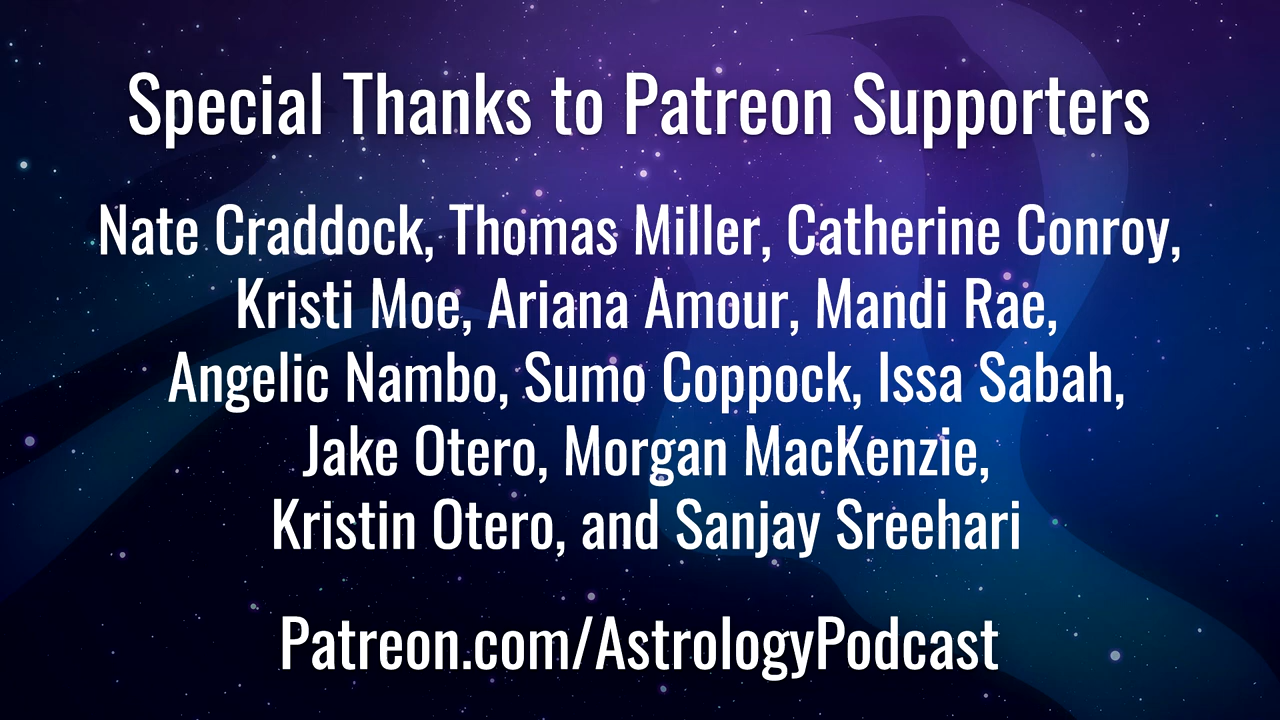 Special Thanks to Patreon Supporters
Nate Craddock, Thomas Miller, Catherine Conroy,
Kristi Moe, Ariana Amour, Mandi Rae,
Angelic Nambo, Sumo Coppock, Issa Sabah,
Jake Otero, Morgan MacKenzie,
Kristin Otero, and Sanjay Sreehari
Patreon.com/AstrologyPodcast